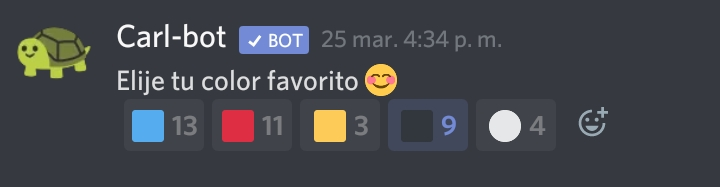 Carl-bot ✓ BOT 25 mar. 4:34 p. m.
Elije tu color favorito 😊
13 11 3 9 4